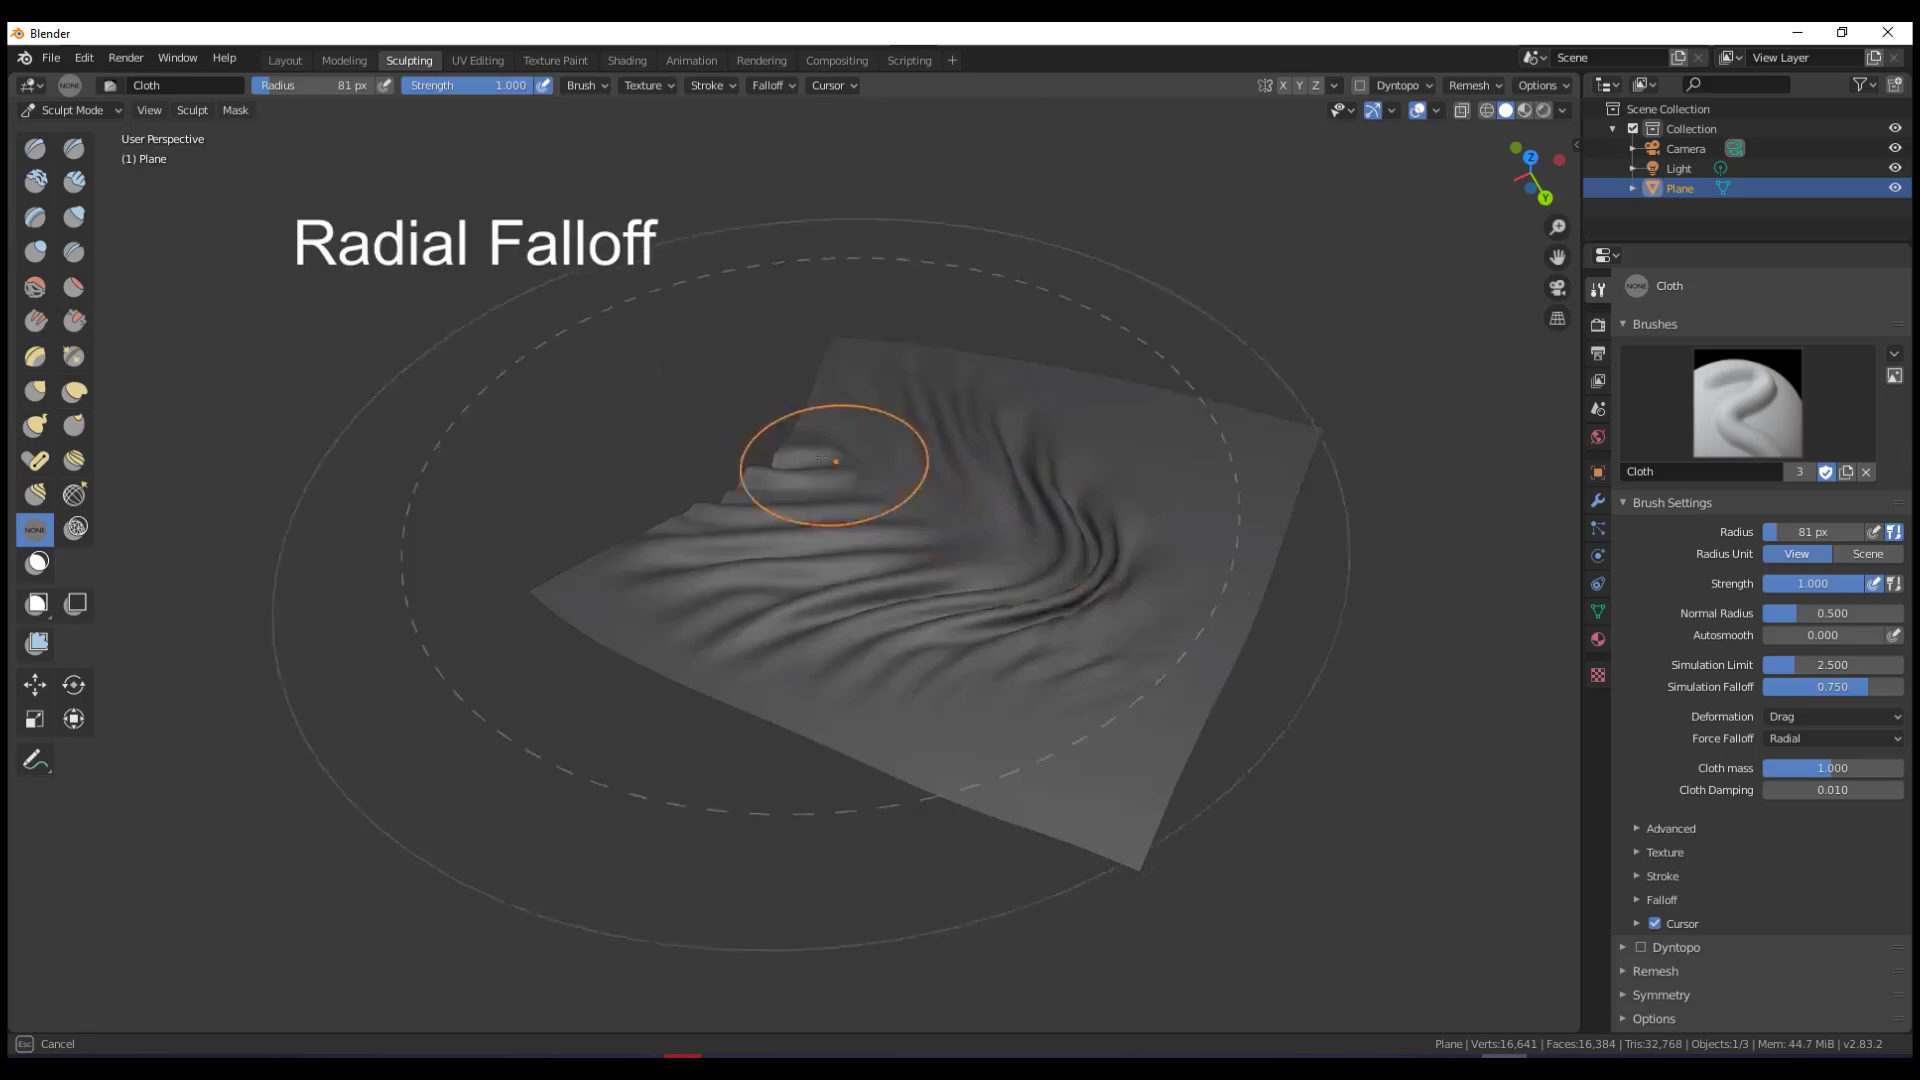 Blender
File Edit Render Window Help
Layout Modeling Sculpting UV Editing Texture Paint Shading Animation Rendering Compositing Scripting +
Scene
View Layer
NONE Cloth Radius 81 px Strength 1.000 Brush Texture Stroke Falloff Cursor
X Y Z Dyntopo Remesh Options
Sculpt Mode View Sculpt Mask
User Perspective
(1) Plane
Radial Falloff
Z
Y
NONE
Scene Collection
Collection
Camera
Light
Plane
NONE Cloth
Brushes
Cloth 3
Brush Settings
Radius 81 px
Radius Unit View Scene
Strength 1.000
Normal Radius 0.500
Autosmooth 0.000
Simulation Limit 2.500
Simulation Falloff 0.750
Deformation Drag
Force Falloff Radial
Cloth mass 1.000
Cloth Damping 0.010
Advanced
Texture
Stroke
Falloff
Cursor
Dyntopo
Remesh
Symmetry
Options
Esc Cancel
Plane | Verts:16,641 | Faces:16,384 | Tris:32,768 | Objects:1/3 | Mem: 44.7 MiB | v2.83.2